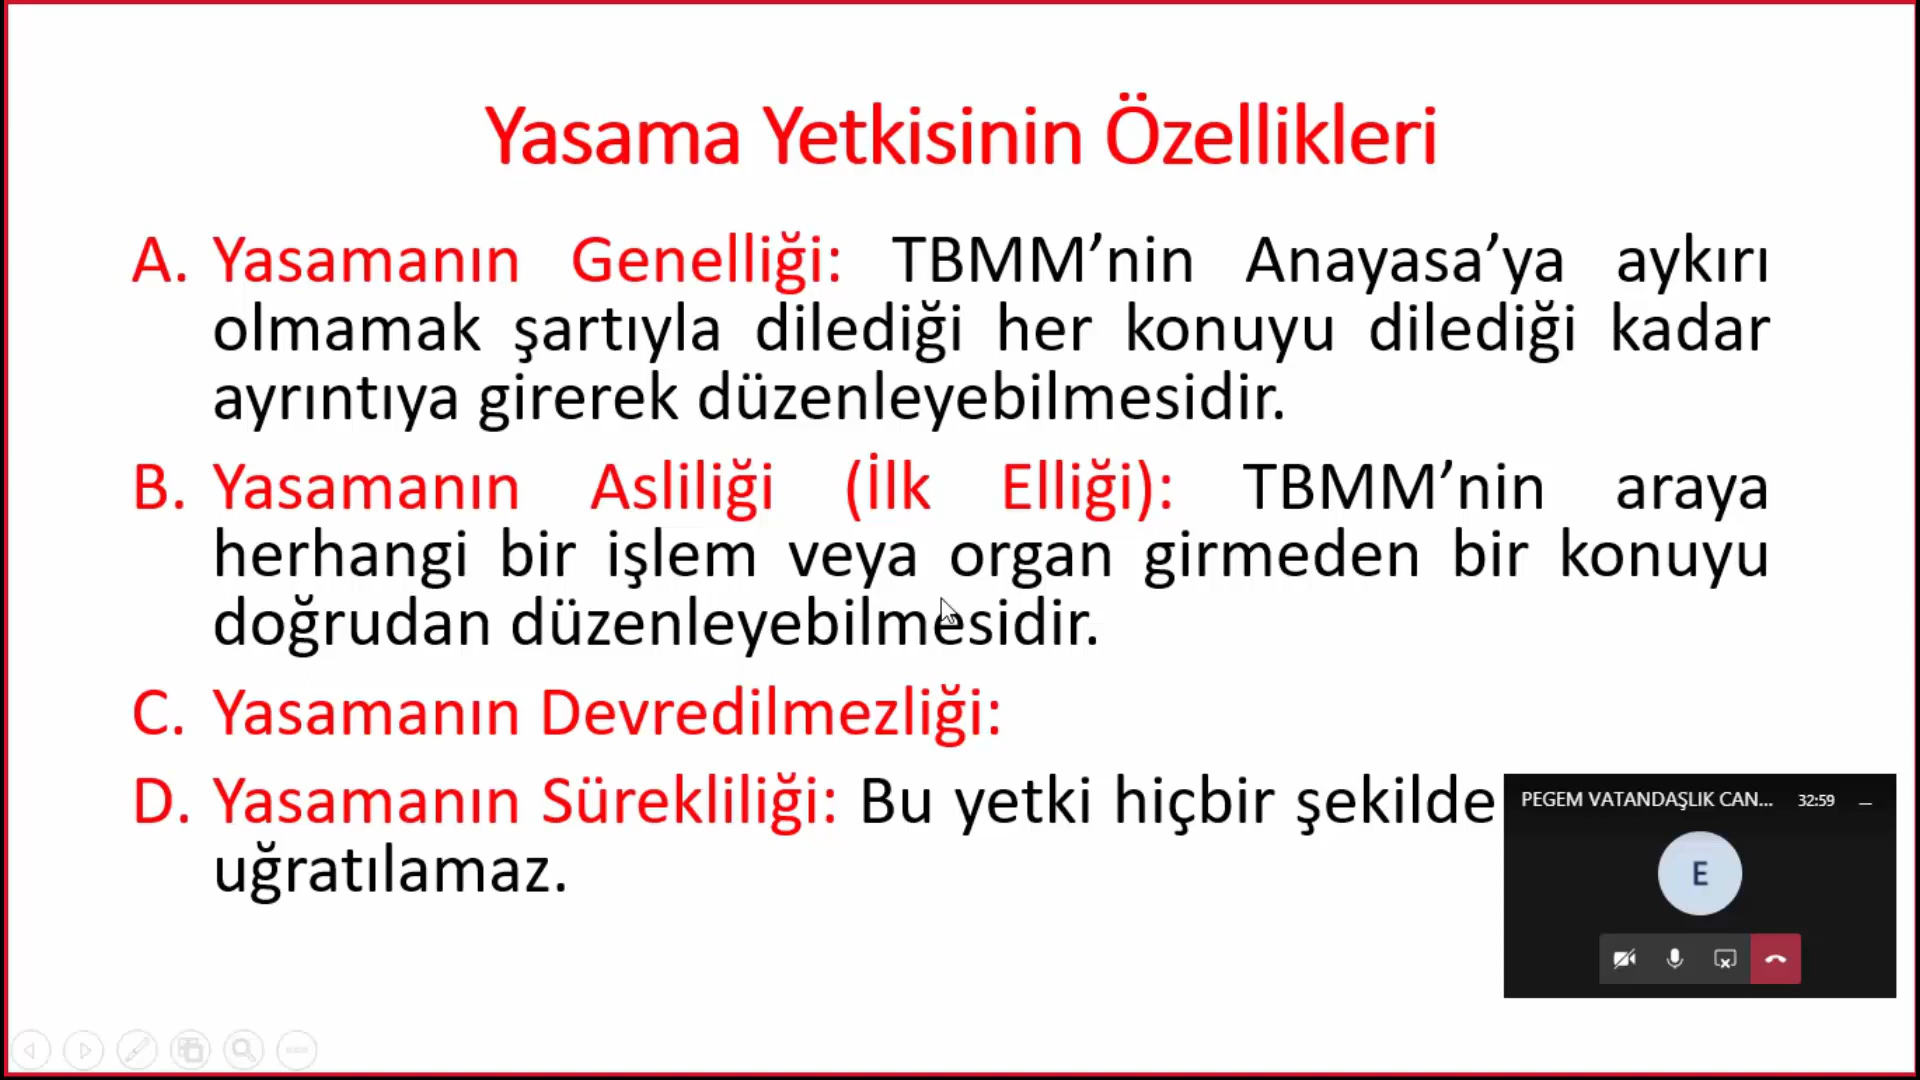 Yasama Yetkisinin Özellikleri
A. Yasamanın Genelliği: TBMM’nin Anayasa’ya aykırı
olmamak şartıyla dilediği her konuyu dilediği kadar
ayrıntıya girerek düzenleyebilmesidir.
B. Yasamanın Asliliği (İlk Elliği): TBMM’nin araya
herhangi bir işlem veya organ girmeden bir konuyu
doğrudan düzenleyebilmesidir.
C. Yasamanın Devredilmezliği:
D. Yasamanın Sürekliliği: Bu yetki hiçbir şekilde
uğratılamaz.
PEGEM VATANDAŞLIK CAN... 32:59
E